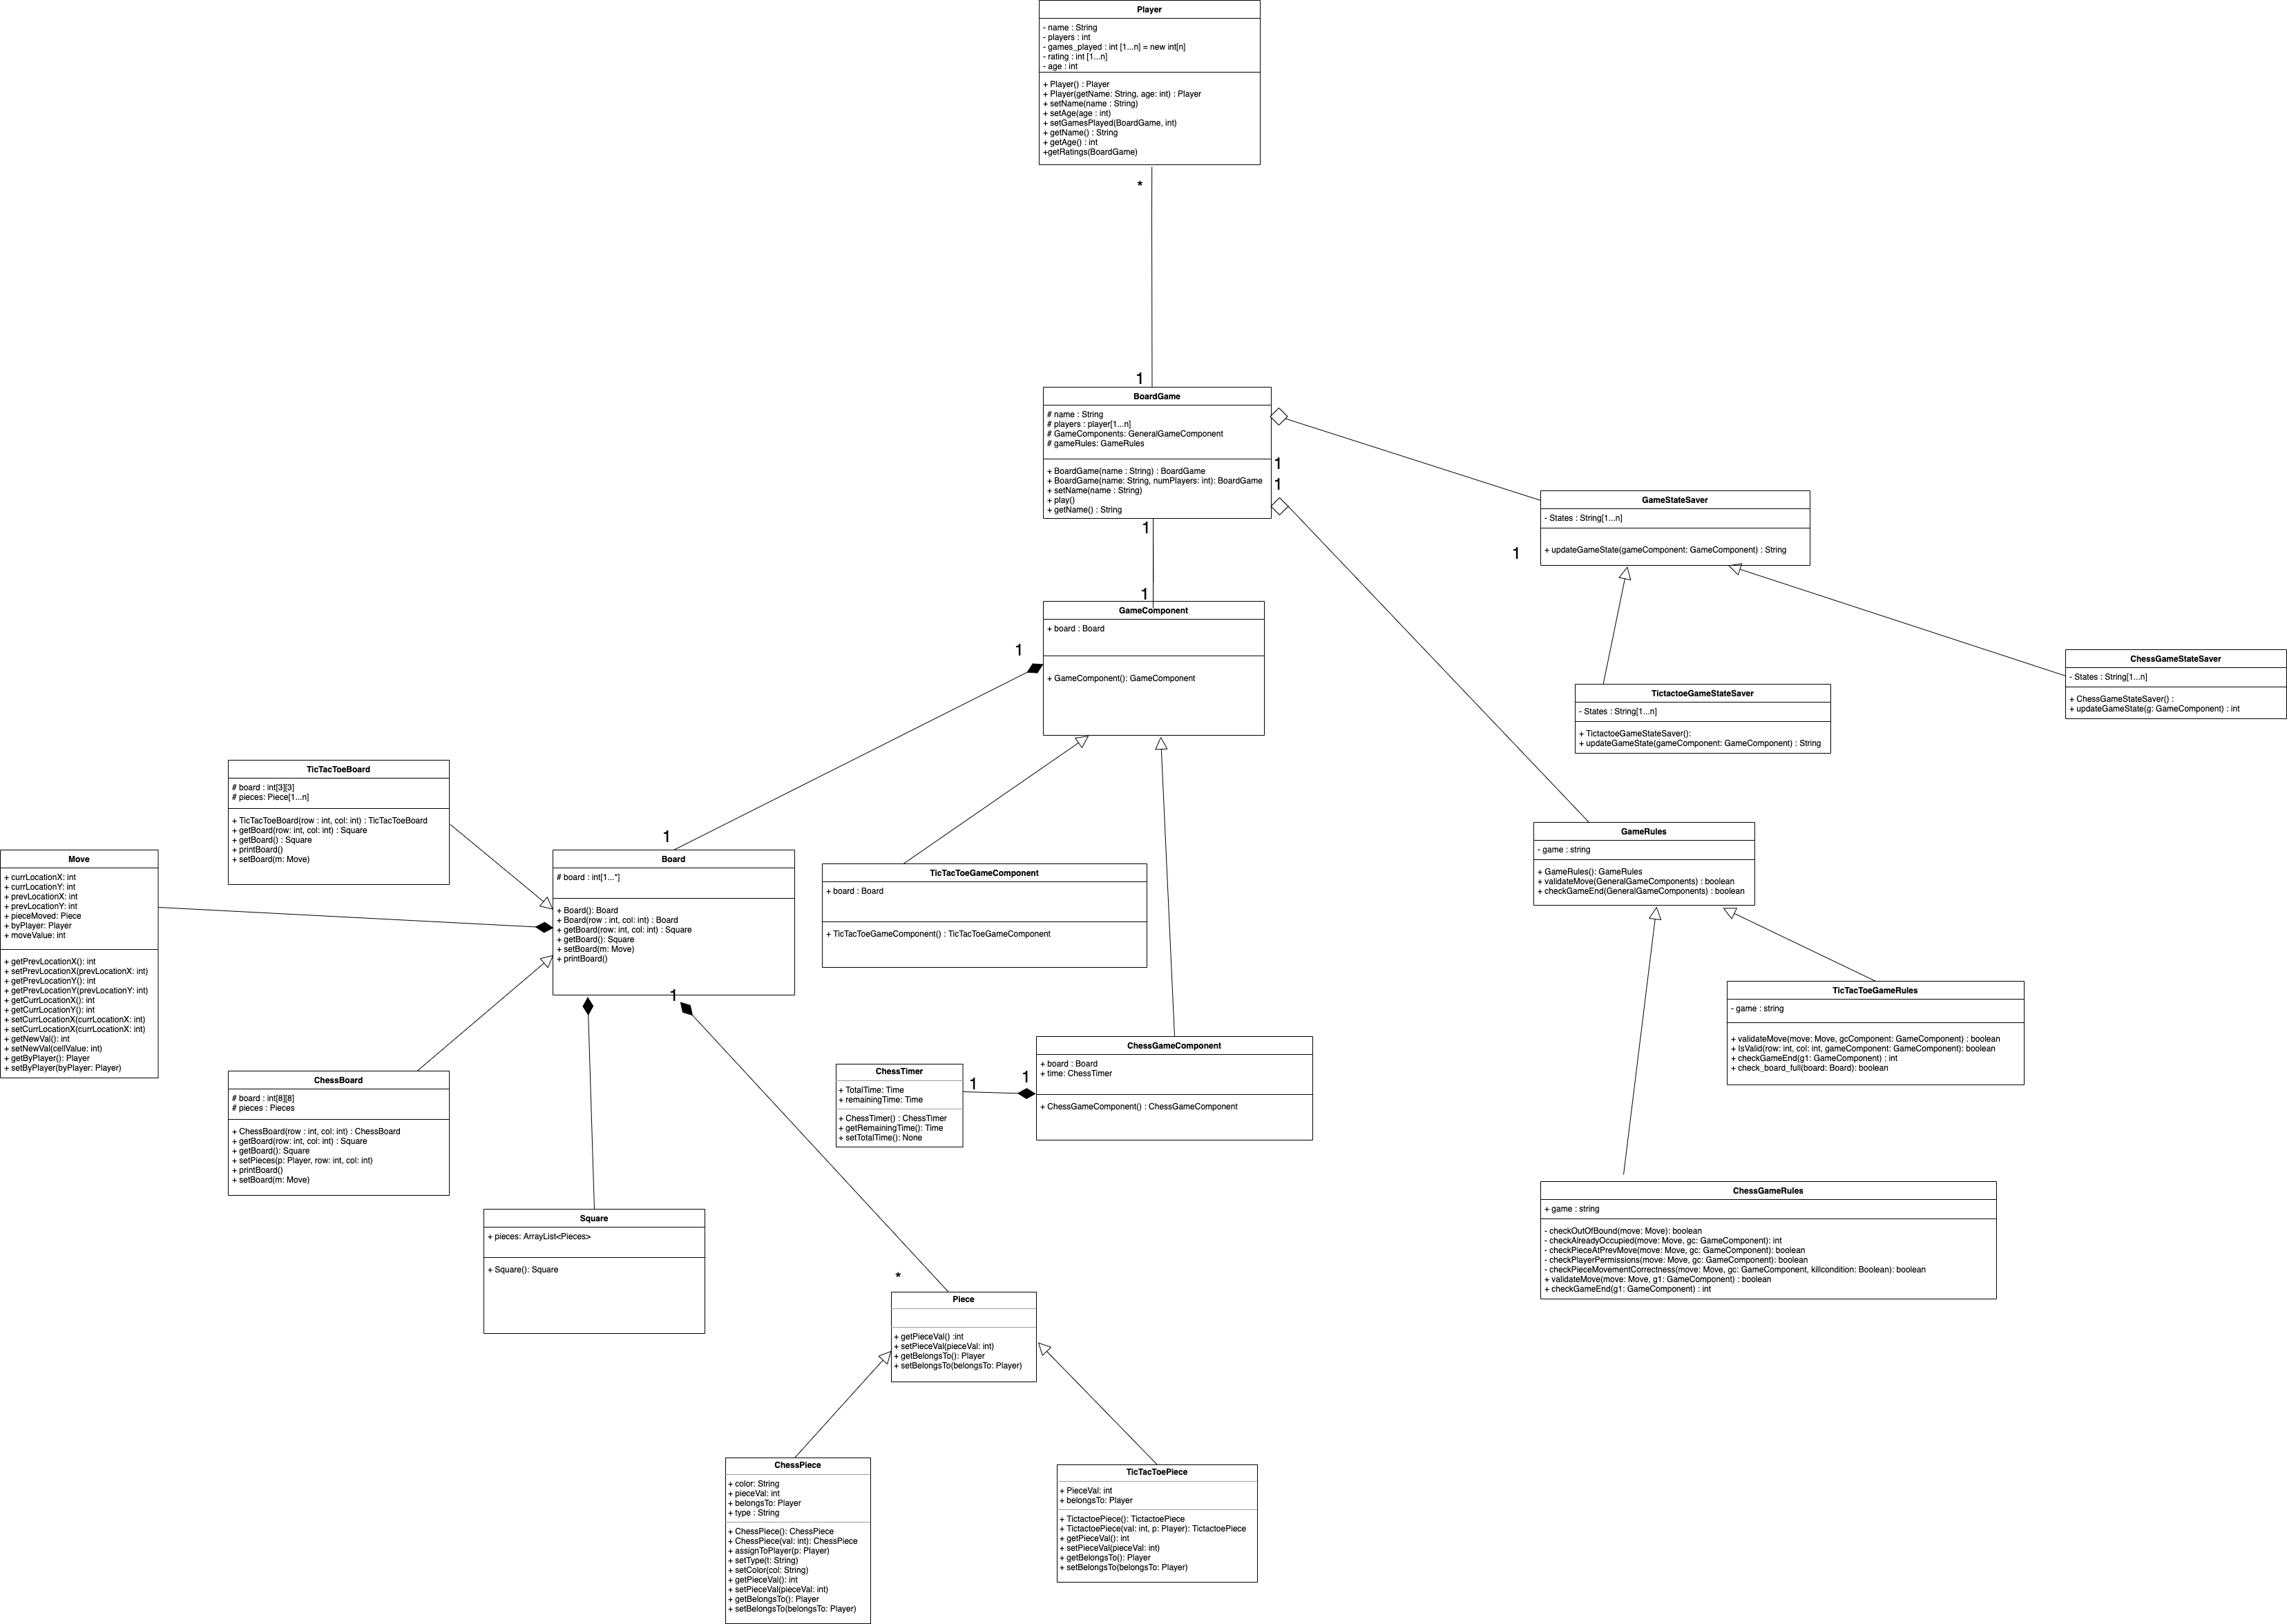 Player
- name : String
- players : int
- games_played : int [1...n] = new int[n]
- rating : int [1...n]
- age : int
+ Player() : Player
+ Player(getName: String, age: int) : Player
+ setName(name : String)
+ setAge(age : int)
+ setGamesPlayed(BoardGame, int)
+ getName() : String
+ getAge() : int
+getRatings(BoardGame)
*
1
BoardGame
# name : String
# players : player[1...n]
# GameComponents: GeneralGameComponent
# gameRules: GameRules
+ BoardGame(name : String) : BoardGame
+ BoardGame(name: String, numPlayers: int): BoardGame
+ setName(name : String)
+ play()
+ getName() : String
1
1
1
1
GameStateSaver
- States : String[1...n]
+ updateGameState(gameComponent: GameComponent) : String
1
GameComponent
+ board : Board
+ GameComponent(): GameComponent
1
TictactoeGameStateSaver
- States : String[1...n]
+ TictactoeGameStateSaver():
+ updateGameState(gameComponent: GameComponent) : String
ChessGameStateSaver
- States : String[1...n]
+ ChessGameStateSaver() :
+ updateGameState(g: GameComponent) : int
TicTacToeBoard
# board : int[3][3]
# pieces: Piece[1...n]
+ TicTacToeBoard(row : int, col: int) : TicTacToeBoard
+ getBoard(row: int, col: int) : Square
+ getBoard() : Square
+ printBoard()
+ setBoard(m: Move)
1
Move
+ currLocationX: int
+ currLocationY: int
+ prevLocationX: int
+ prevLocationY: int
+ pieceMoved: Piece
+ byPlayer: Player
+ moveValue: int
+ getPrevLocationX(): int
+ setPrevLocationX(prevLocationX: int)
+ getPrevLocationY(): int
+ getPrevLocationY(prevLocationY: int)
+ getCurrLocationX(): int
+ getCurrLocationY(): int
+ setCurrLocationX(currLocationX: int)
+ setCurrLocationX(currLocationX: int)
+ getNewVal(): int
+ setNewVal(cellValue: int)
+ getByPlayer(): Player
+ setByPlayer(byPlayer: Player)
Board
# board : int[1...*]
+ Board(): Board
+ Board(row : int, col: int) : Board
+ getBoard(row: int, col: int) : Square
+ getBoard(): Square
+ setBoard(m: Move)
+ printBoard()
1
TicTacToeGameComponent
+ board : Board
+ TicTacToeGameComponent() : TicTacToeGameComponent
GameRules
- game : string
+ GameRules(): GameRules
+ validateMove(GeneralGameComponents) : boolean
+ checkGameEnd(GeneralGameComponents) : boolean
TicTacToeGameRules
- game : string
+ validateMove(move: Move, gcComponent: GameComponent) : boolean
+ IsValid(row: int, col: int, gameComponent: GameComponent): boolean
+ checkGameEnd(g1: GameComponent) : int
+ check_board_full(board: Board): boolean
ChessBoard
# board : int[8][8]
# pieces : Pieces
+ ChessBoard(row : int, col: int) : ChessBoard
+ getBoard(row: int, col: int) : Square
+ getBoard(): Square
+ setPieces(p: Player, row: int, col: int)
+ printBoard()
+ setBoard(m: Move)
ChessTimer
+ TotalTime: Time
+ remainingTime: Time
+ ChessTimer() : ChessTimer
+ getRemainingTime(): Time
+ setTotalTime(): None
1
1
ChessGameComponent
+ board : Board
+ time: ChessTimer
+ ChessGameComponent() : ChessGameComponent
Square
+ pieces: ArrayList<Pieces>
+ Square(): Square
ChessGameRules
+ game : string
- checkOutOfBound(move: Move): boolean
- checkAlreadyOccupied(move: Move, gc: GameComponent): int
- checkPieceAtPrevMove(move: Move, gc: GameComponent): boolean
- checkPlayerPermissions(move: Move, gc: GameComponent): boolean
- checkPieceMovementCorrectness(move: Move, gc: GameComponent, killcondition: Boolean): boolean
+ validateMove(move: Move, g1: GameComponent) : boolean
+ checkGameEnd(g1: GameComponent) : int
*
Piece
+ getPieceVal() :int
+ setPieceVal(pieceVal: int)
+ getBelongsTo(): Player
+ setBelongsTo(belongsTo: Player)
ChessPiece
+ color: String
+ pieceVal: int
+ belongsTo: Player
+ type : String
+ ChessPiece(): ChessPiece
+ ChessPiece(val: int): ChessPiece
+ assignToPlayer(p: Player)
+ setType(t: String)
+ setColor(col: String)
+ getPieceVal(): int
+ setPieceVal(pieceVal: int)
+ getBelongsTo(): Player
+ setBelongsTo(belongsTo: Player)
TicTacToePiece
+ PieceVal: int
+ belongsTo: Player
+ TictactoePiece(): TictactoePiece
+ TictactoePiece(val: int, p: Player): TictactoePiece
+ getPieceVal(): int
+ setPieceVal(pieceVal: int)
+ getBelongsTo(): Player
+ setBelongsTo(belongsTo: Player)